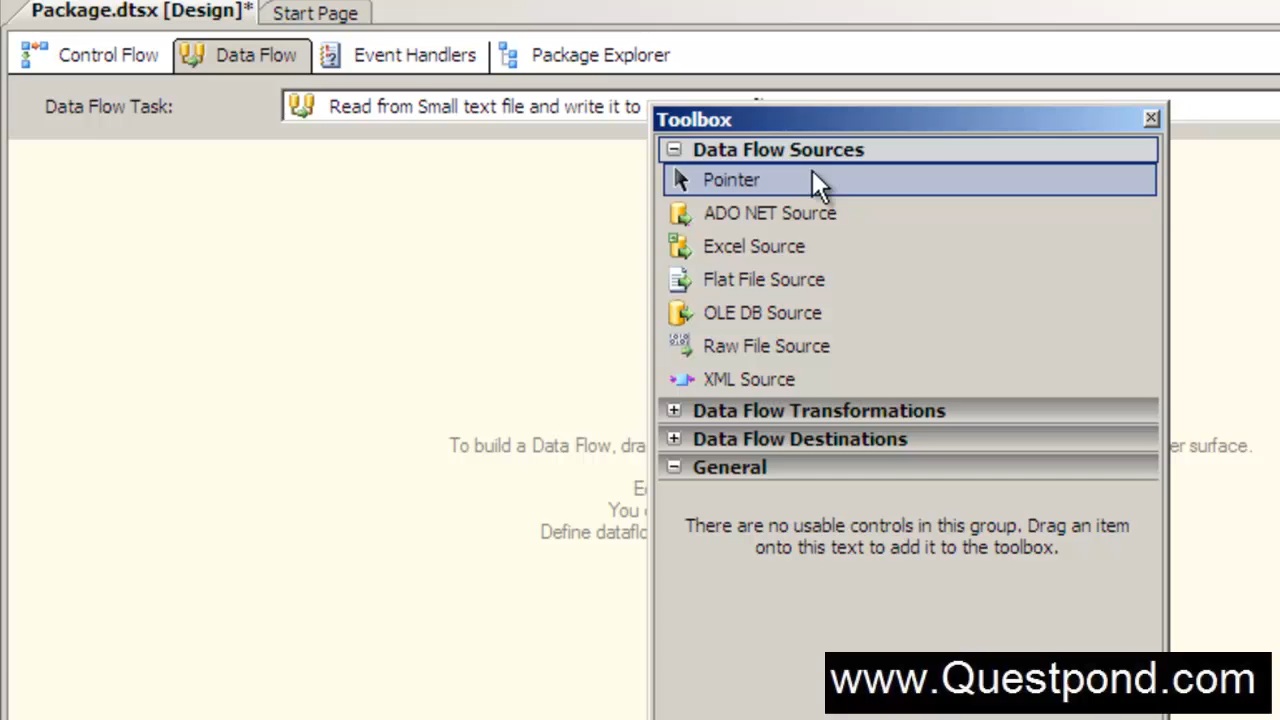 Package.dtsx [Design]* Start Page
Control Flow Data Flow Event Handlers Package Explorer
Data Flow Task: Read from Small text file and write it to
Toolbox
Data Flow Sources
Pointer
ADO NET Source
Excel Source
Flat File Source
OLE DB Source
Raw File Source
XML Source
Data Flow Transformations
Data Flow Destinations
General
There are no usable controls in this group. Drag an item
onto this text to add it to the toolbox.
To build a Data Flow, surface.
You
Define
www.Questpond.com